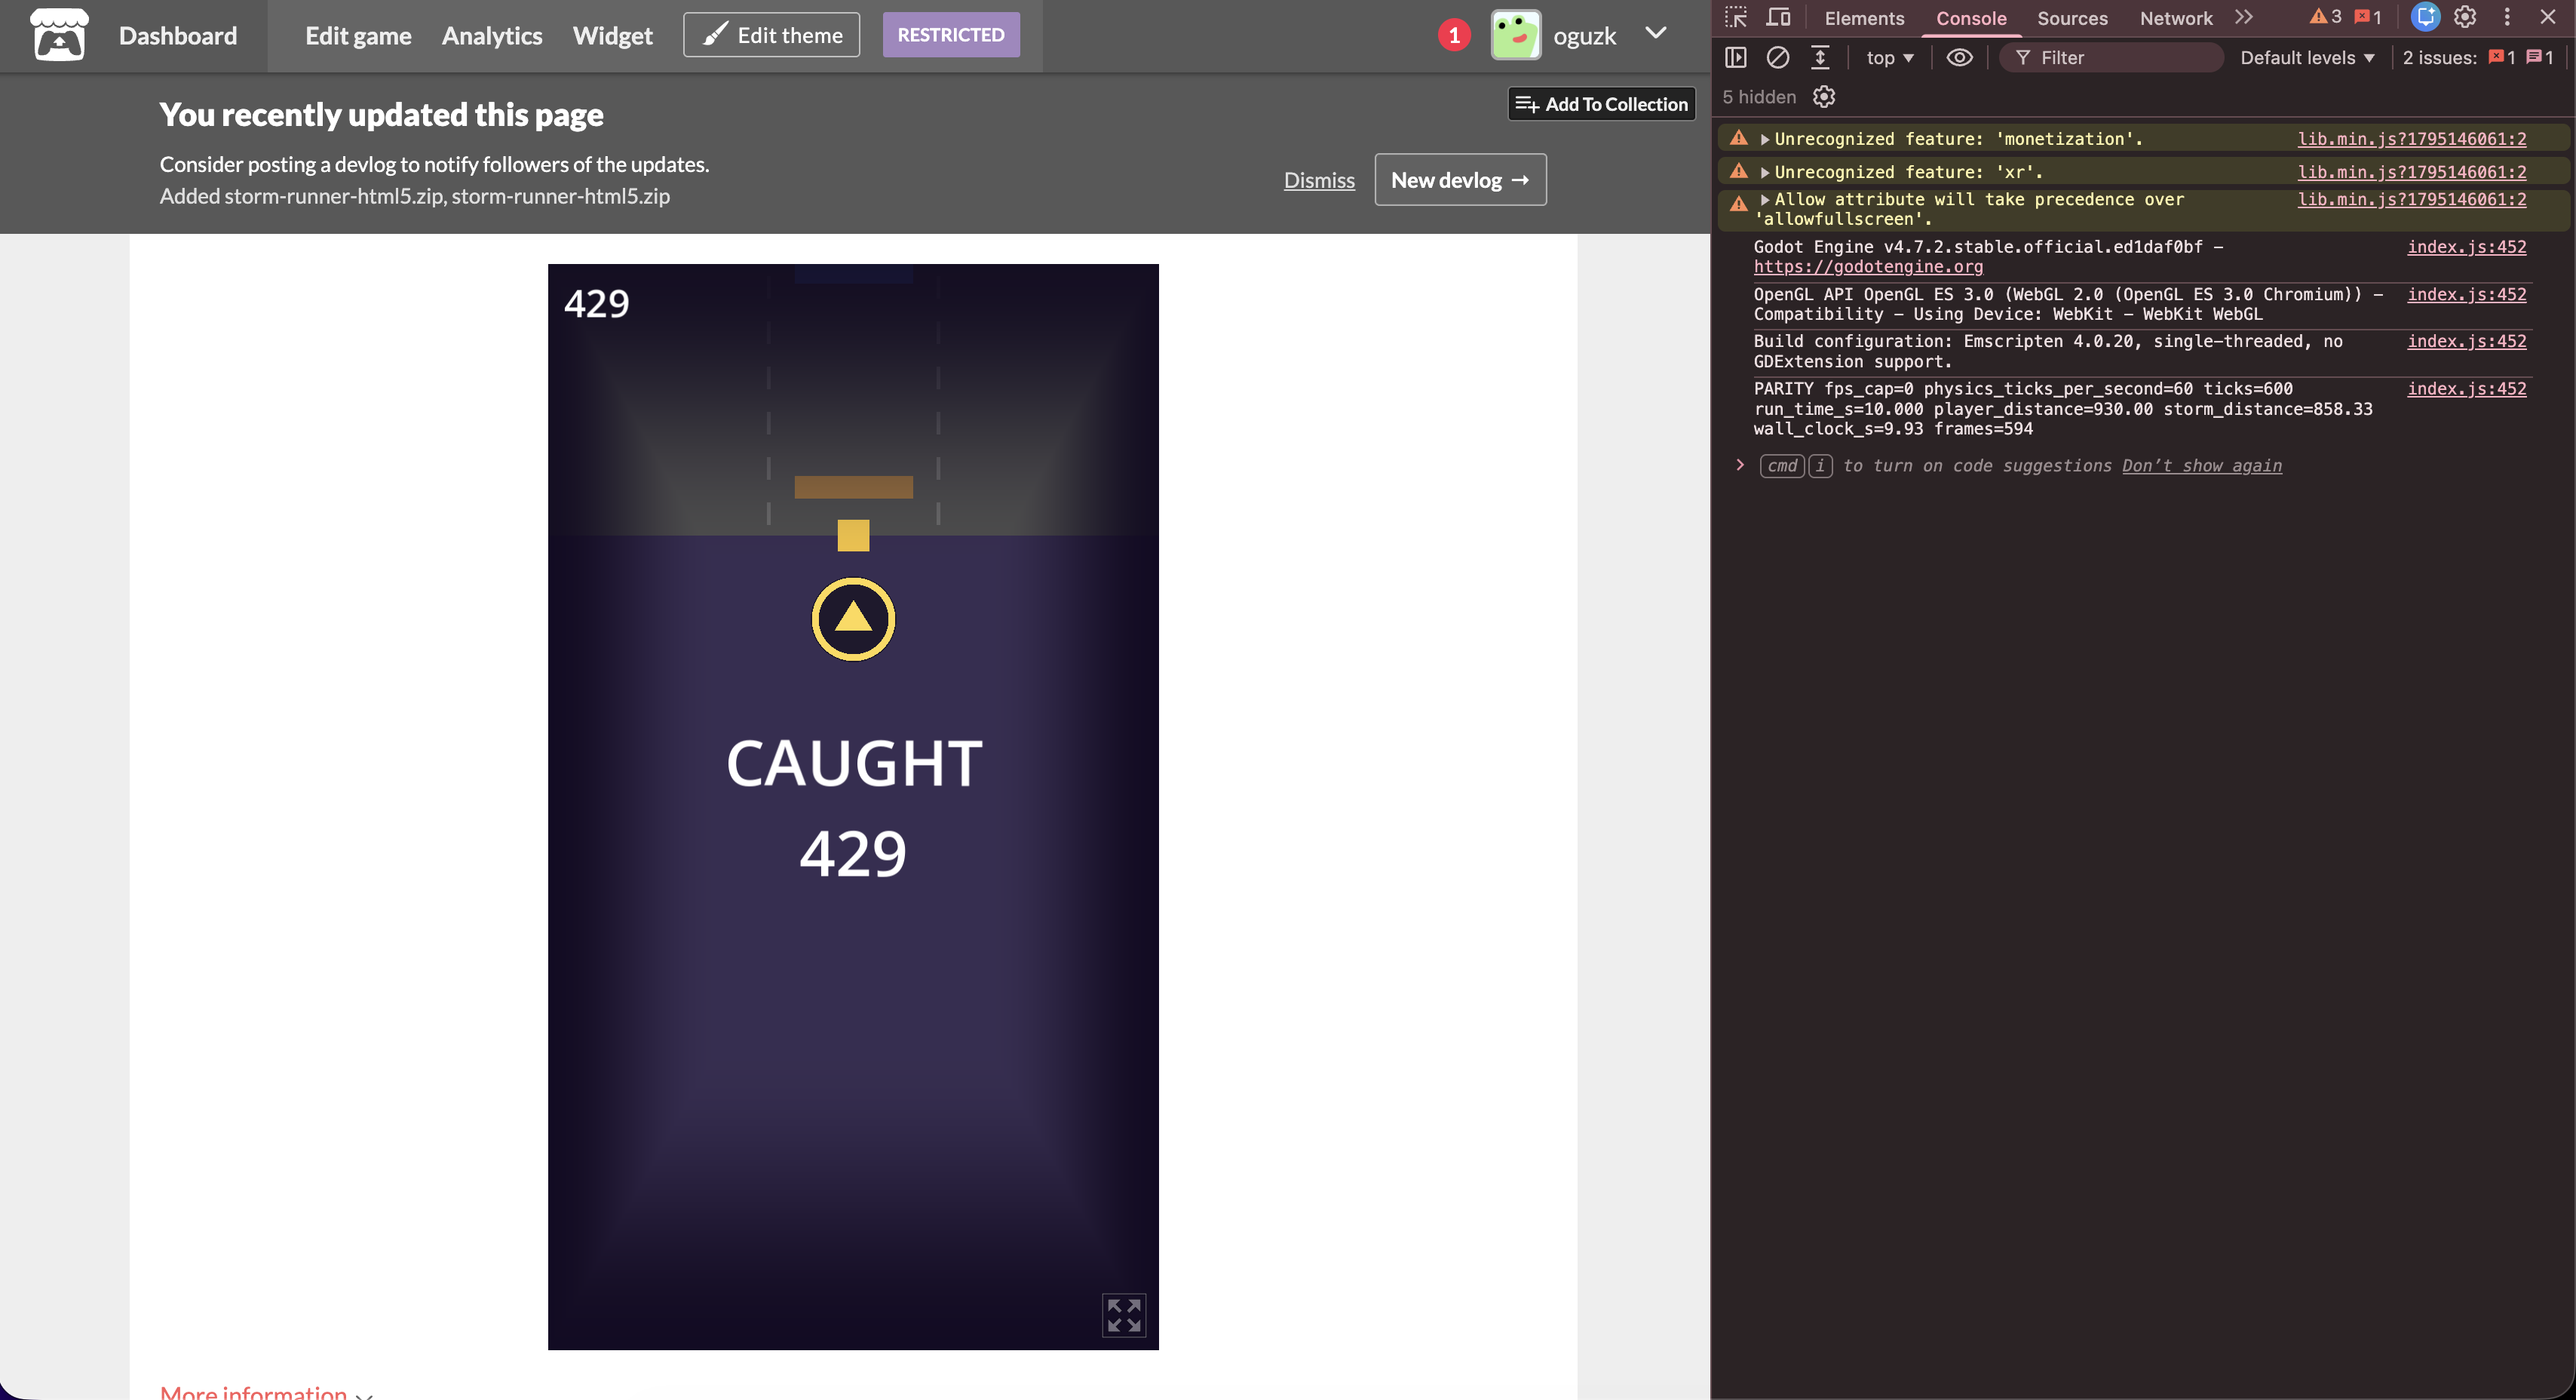 Dashboard
Edit game
Analytics
Widget
Edit theme
RESTRICTED
1
oguzk
You recently updated this page
Consider posting a devlog to notify followers of the updates.
Added storm-runner-html5.zip, storm-runner-html5.zip
Add To Collection
Dismiss
New devlog →
429
CAUGHT
429
More information
Elements
Console
Sources
Network
3
1
top
Filter
Default levels
2 issues:
1
1
5 hidden
Unrecognized feature: 'monetization'.
lib.min.js?1795146061:2
Unrecognized feature: 'xr'.
lib.min.js?1795146061:2
Allow attribute will take precedence over
lib.min.js?1795146061:2
'allowfullscreen'.
Godot Engine v4.7.2.stable.official.ed1daf0bf –
index.js:452
https://godotengine.org
OpenGL API OpenGL ES 3.0 (WebGL 2.0 (OpenGL ES 3.0 Chromium)) –
index.js:452
Compatibility – Using Device: WebKit – WebKit WebGL
Build configuration: Emscripten 4.0.20, single-threaded, no
index.js:452
GDExtension support.
PARITY fps_cap=0 physics_ticks_per_second=60 ticks=600
index.js:452
run_time_s=10.000 player_distance=930.00 storm_distance=858.33
wall_clock_s=9.93 frames=594
cmd i to turn on code suggestions Don't show again